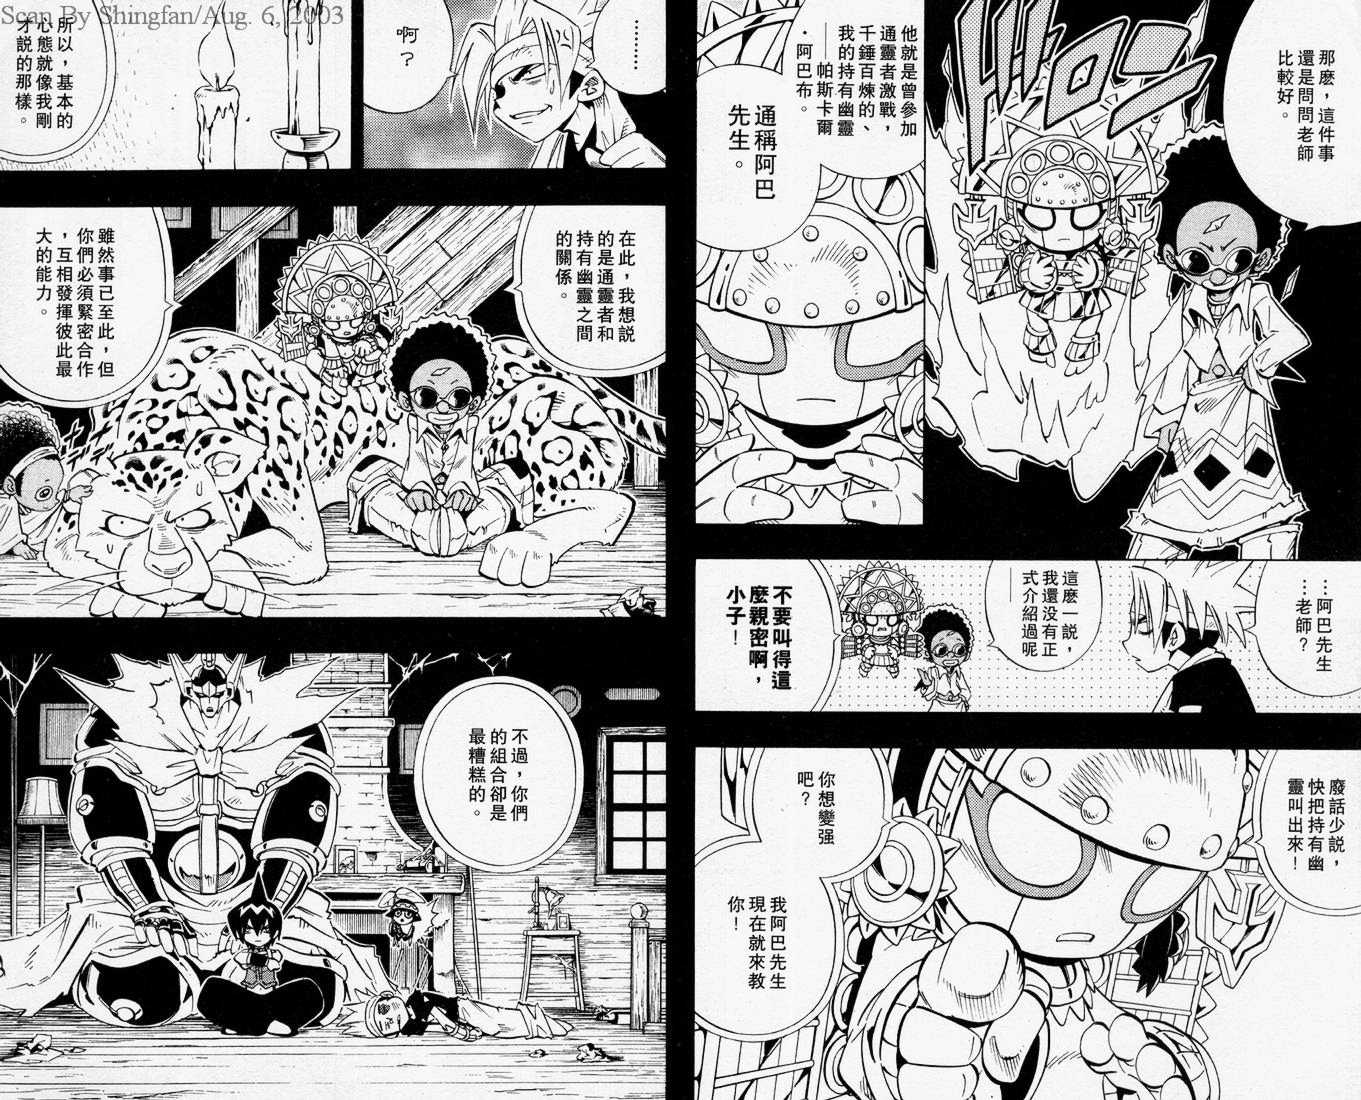 Scan By Shingfan/Aug. 6, 2003
那麼，這件事
還是問問老師
比較好。
他就是曾參加
通靈者激戰，
千錘百煉的、
我的持有幽靈
——帕斯卡爾
・阿巴布。
通稱阿巴
先生。
…阿巴先生
…老師？
這麼一說，
我還没有正
式介紹過呢
——
不要叫得這
麼親密啊，
小子！
廢話少說，
快把持有幽
靈叫出來！
你想變强
吧？
我阿巴先生
現在就來教
你！
………
啊？
所以，基本的
心態就像我剛
才説的那樣。
在此，我想説
的是通靈者和
持有幽靈之間
的關係。
雖然事已至此，但
你們必須緊密合作
，互相發揮彼此最
大的能力。
不過，你們
的組合卻是
最糟糕的。